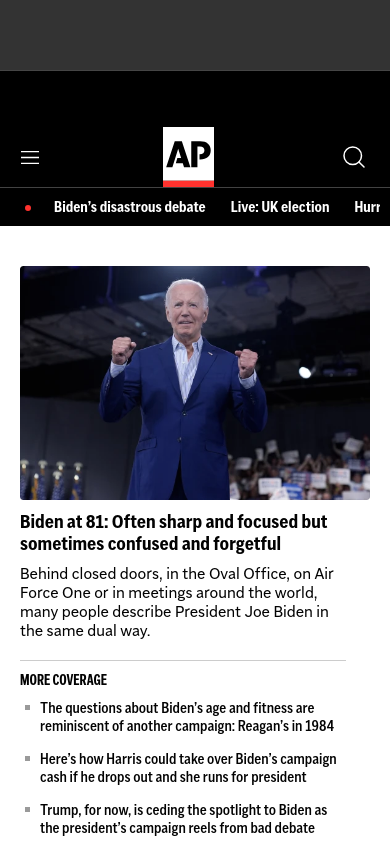 AP
Biden’s disastrous debate
Live: UK election
Hurr
Biden at 81: Often sharp and focused but
sometimes confused and forgetful
Behind closed doors, in the Oval Office, on Air
Force One or in meetings around the world,
many people describe President Joe Biden in
the same dual way.
MORE COVERAGE
The questions about Biden’s age and fitness are
reminiscent of another campaign: Reagan’s in 1984
Here’s how Harris could take over Biden’s campaign
cash if he drops out and she runs for president
Trump, for now, is ceding the spotlight to Biden as
the president’s campaign reels from bad debate